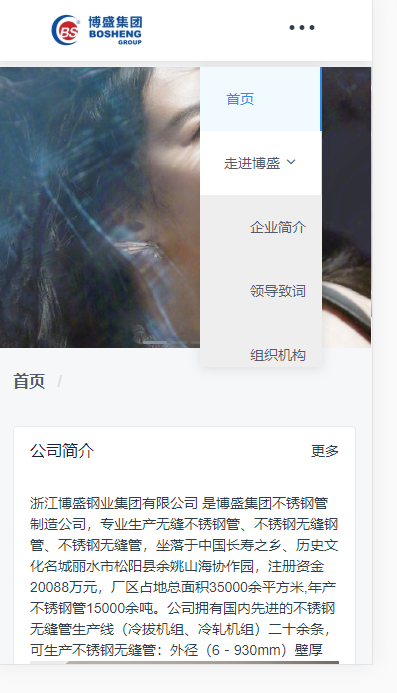 博盛集团
BS
BOSHENG
GROUP
首页
走进博盛
企业简介
领导致词
组织机构
首页 /
公司简介 更多
浙江博盛钢业集团有限公司 是博盛集团不锈钢管
制造公司，专业生产无缝不锈钢管、不锈钢无缝钢
管、不锈钢无缝管，坐落于中国长寿之乡、历史文
化名城丽水市松阳县余姚山海协作园，注册资金
20088万元，厂区占地总面积35000余平方米,年产
不锈钢管15000余吨。公司拥有国内先进的不锈钢
无缝管生产线（冷拔机组、冷轧机组）二十余条，
可生产不锈钢无缝管：外径（6－930mm）壁厚